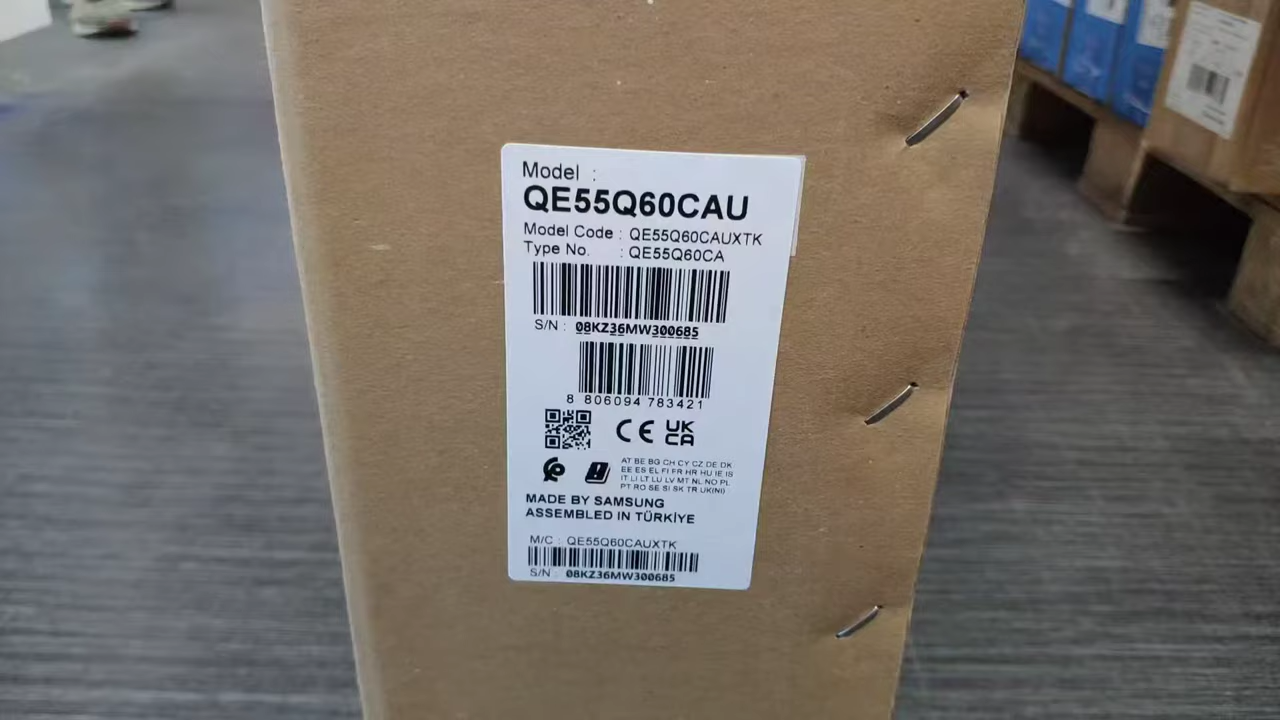 Model :
QE55Q60CAU
Model Code : QE55Q60CAUXTK
Type No. : QE55Q60CA
S/N : 08KZ36MW300685
8 806094 783421
CE UK CA
AT BE BG CH CY CZ DE DK
EE ES EL FI FR HR HU IE IS
IT LI LT LU LV MT NL NO PL
PT RO SE SI SK TR UK(NI)
MADE BY SAMSUNG
ASSEMBLED IN TÜRKİYE
M/C : QE55Q60CAUXTK
S/N : 08KZ36MW300685